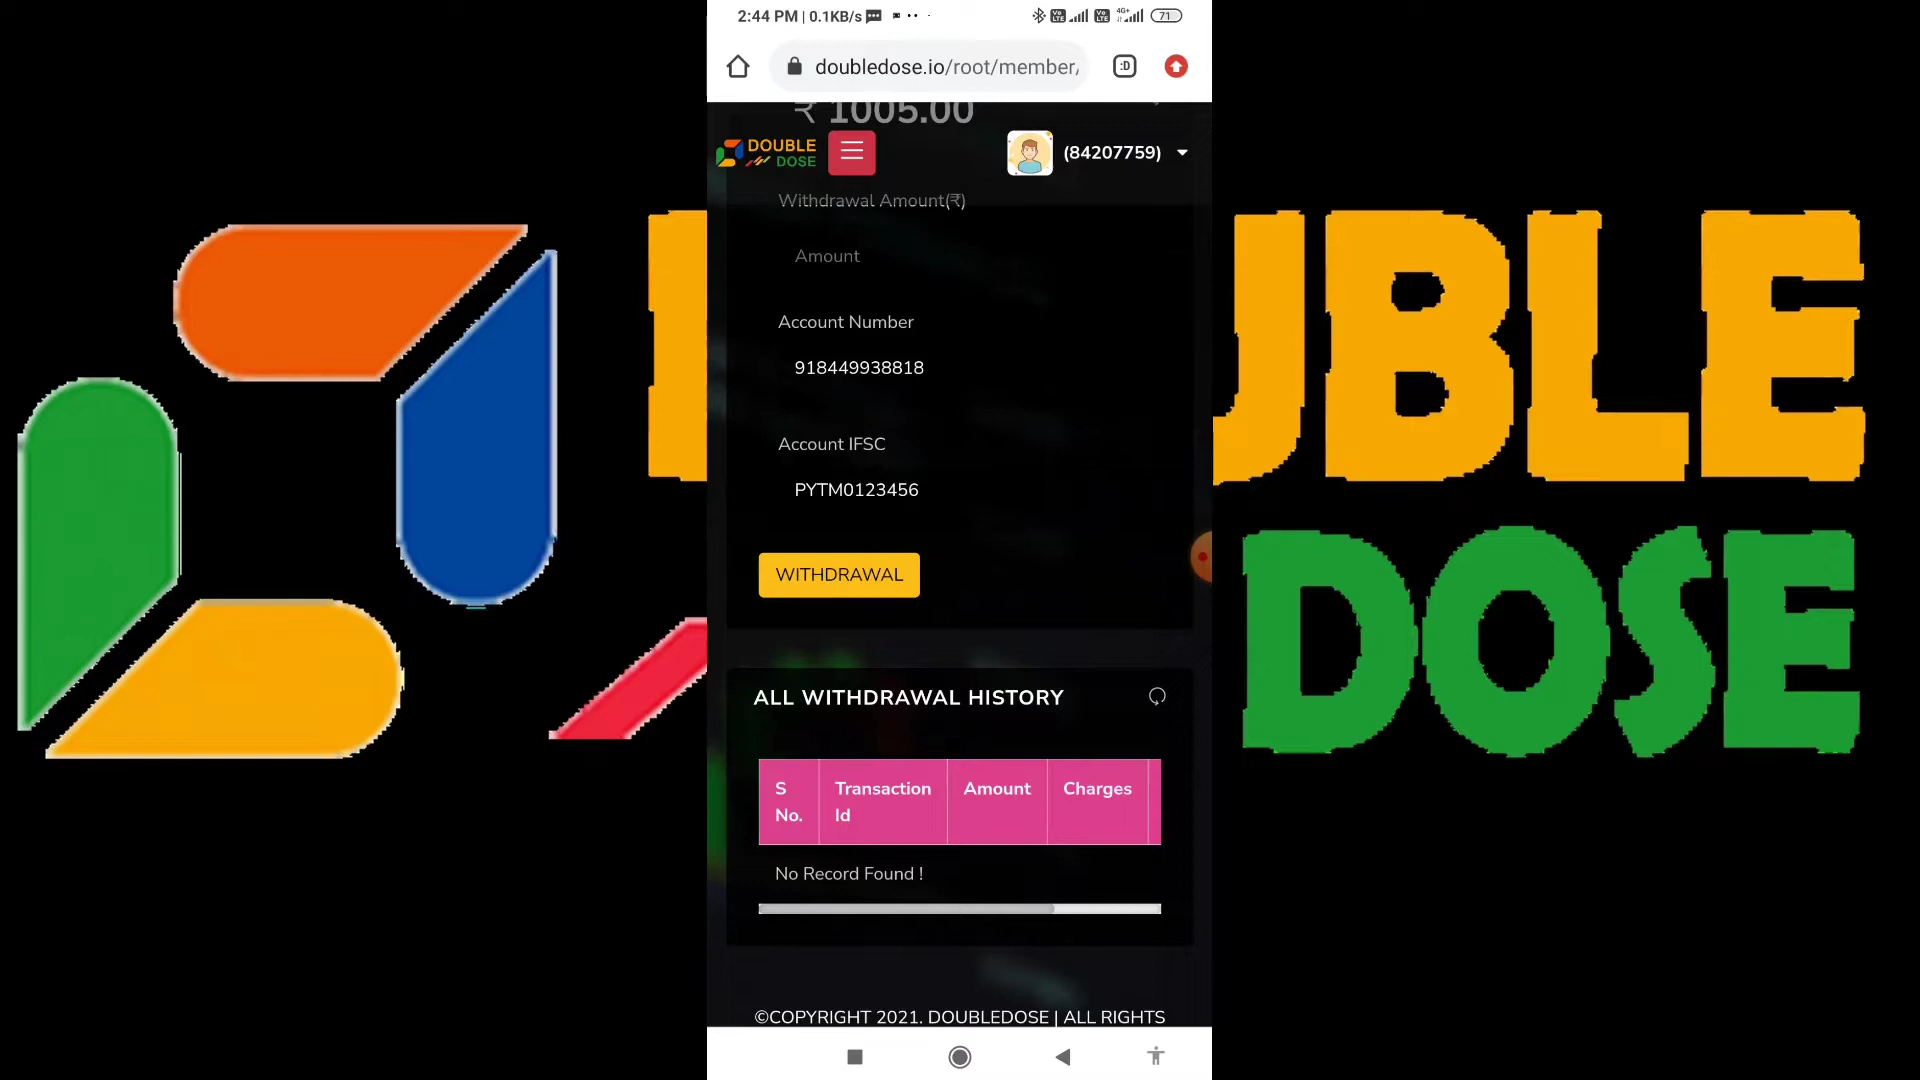 2:44 PM | 0.1KB/s
71
doubledose.io/root/member/
:D
₹ 1005.00
DOUBLE
DOSE
(84207759)
Withdrawal Amount(₹)
Amount
Account Number
918449938818
Account IFSC
PYTM0123456
WITHDRAWAL
ALL WITHDRAWAL HISTORY
S No. Transaction Id Amount Charges
No Record Found !
©COPYRIGHT 2021. DOUBLEDOSE | ALL RIGHTS
UBLE
DOSE